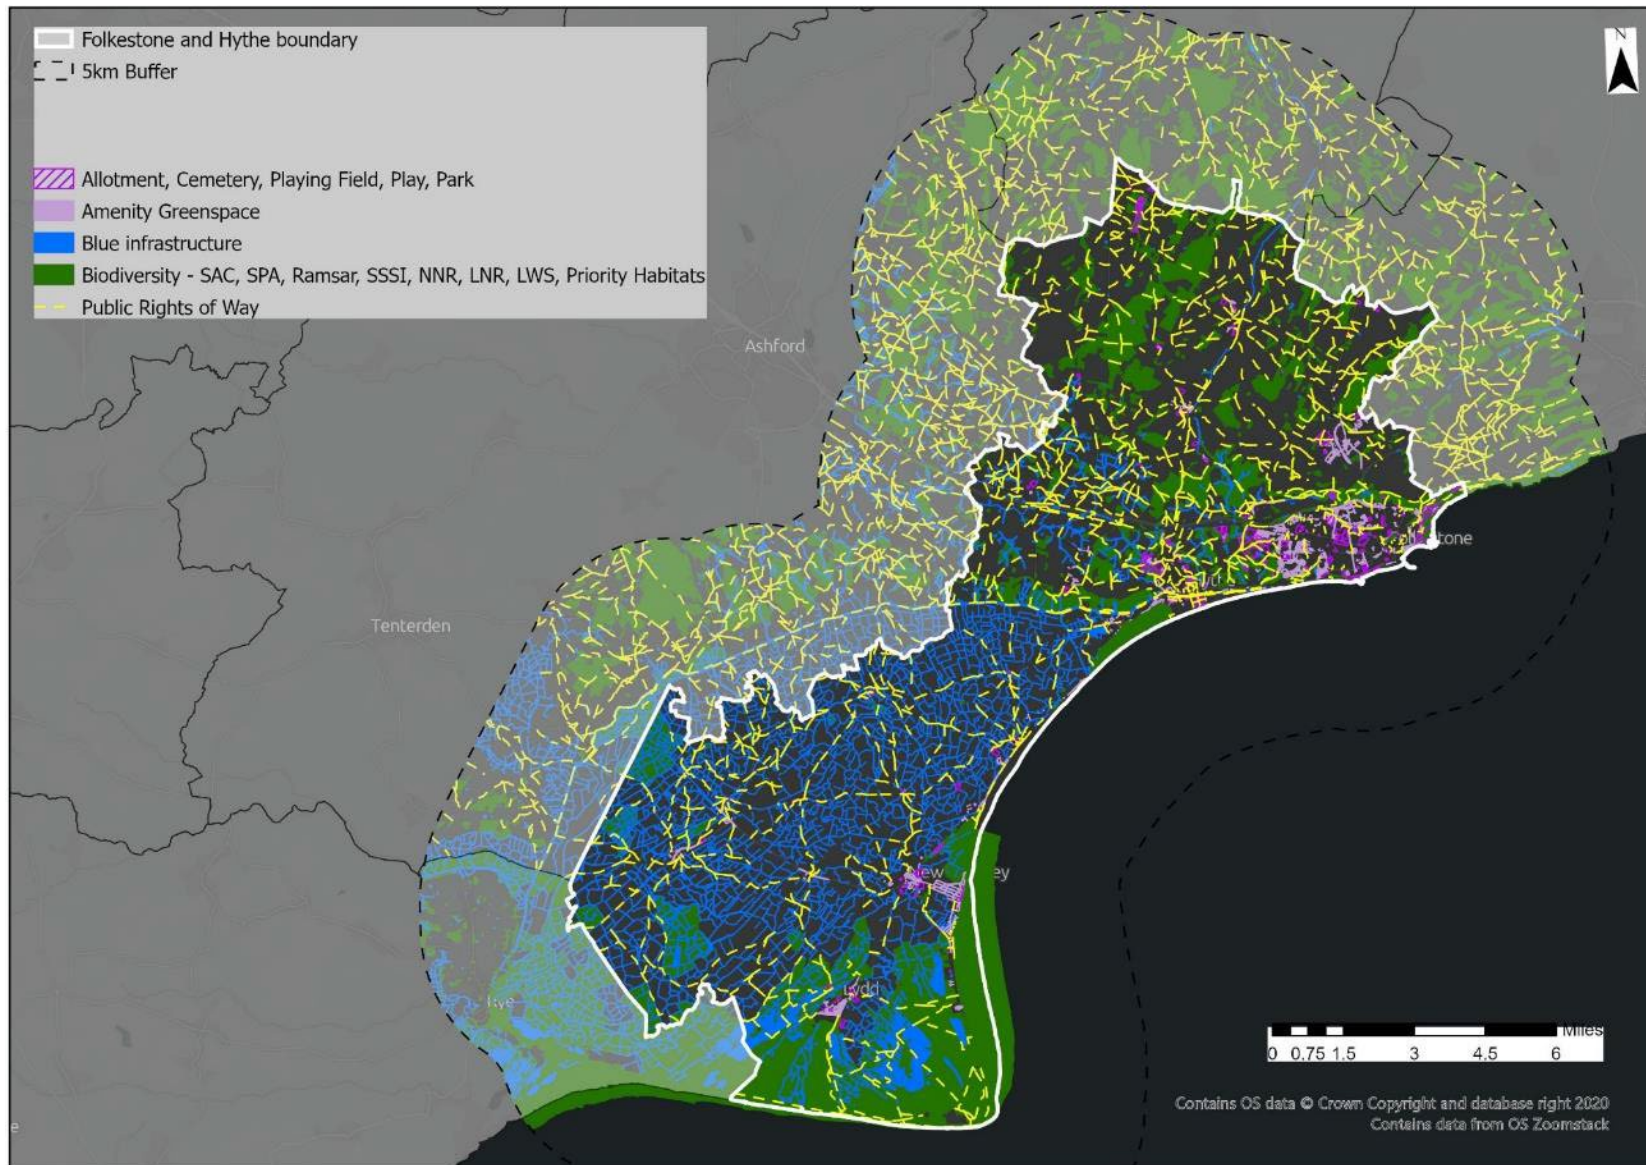 Folkestone and Hythe boundary
5km Buffer
Allotment, Cemetery, Playing Field, Play, Park
Amenity Greenspace
Blue infrastructure
Biodiversity - SAC, SPA, Ramsar, SSSI, NNR, LNR, LWS, Priority Habitats
Public Rights of Way
N
Ashford
Tenterden
Rye
Lydd
Miles
0 0.75 1.5 3 4.5 6
Contains OS data © Crown Copyright and database right 2020
Contains data from OS Zoomstack